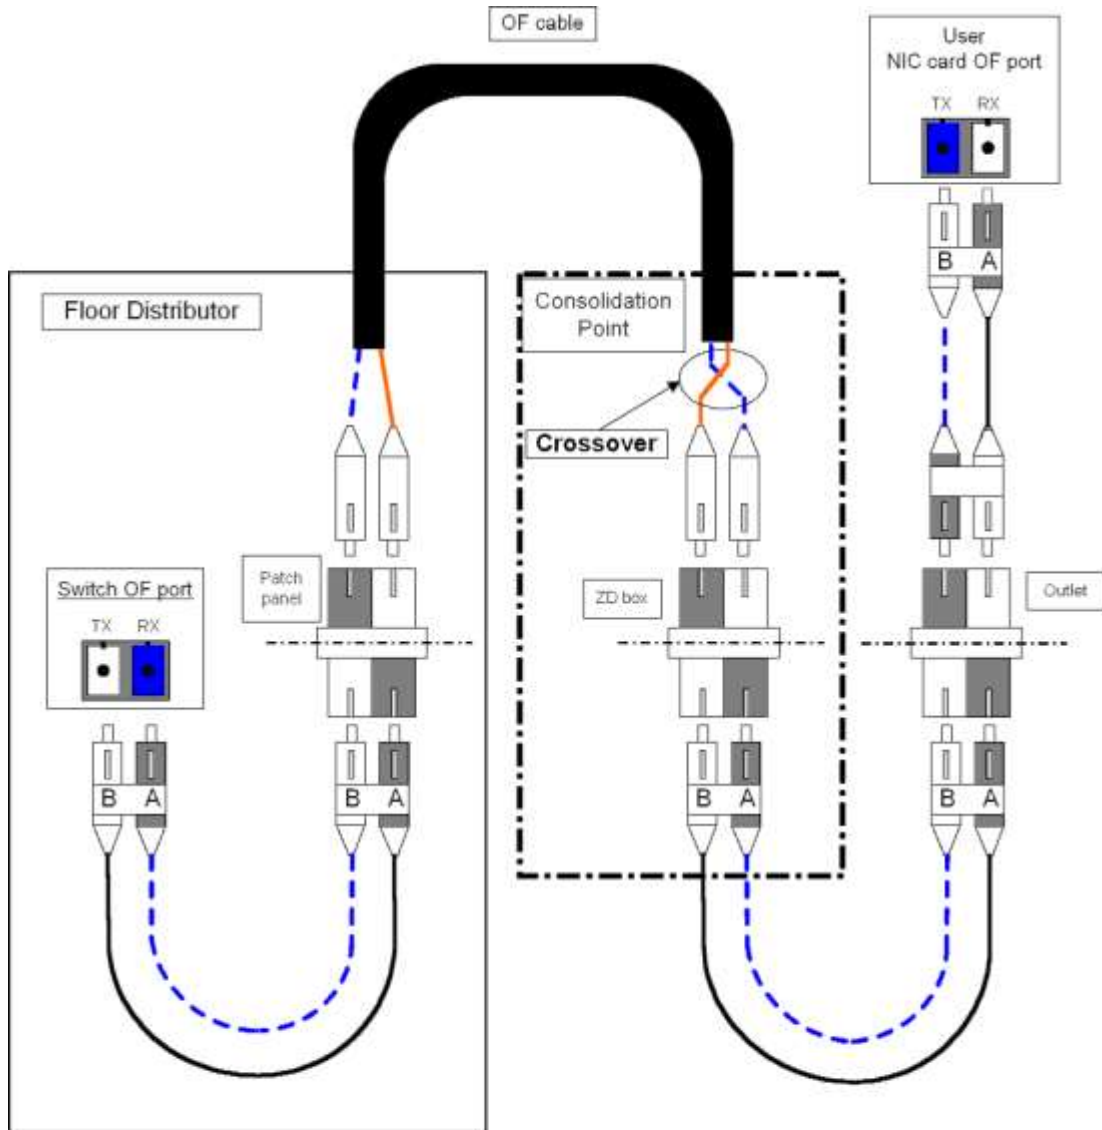 OF cable
User
NIC card OF port
TX RX
B A
Floor Distributor
Consolidation
Point
Crossover
Switch OF port
TX RX
Patch
panel
ZD box
Outlet
B A
B A
B A
B A